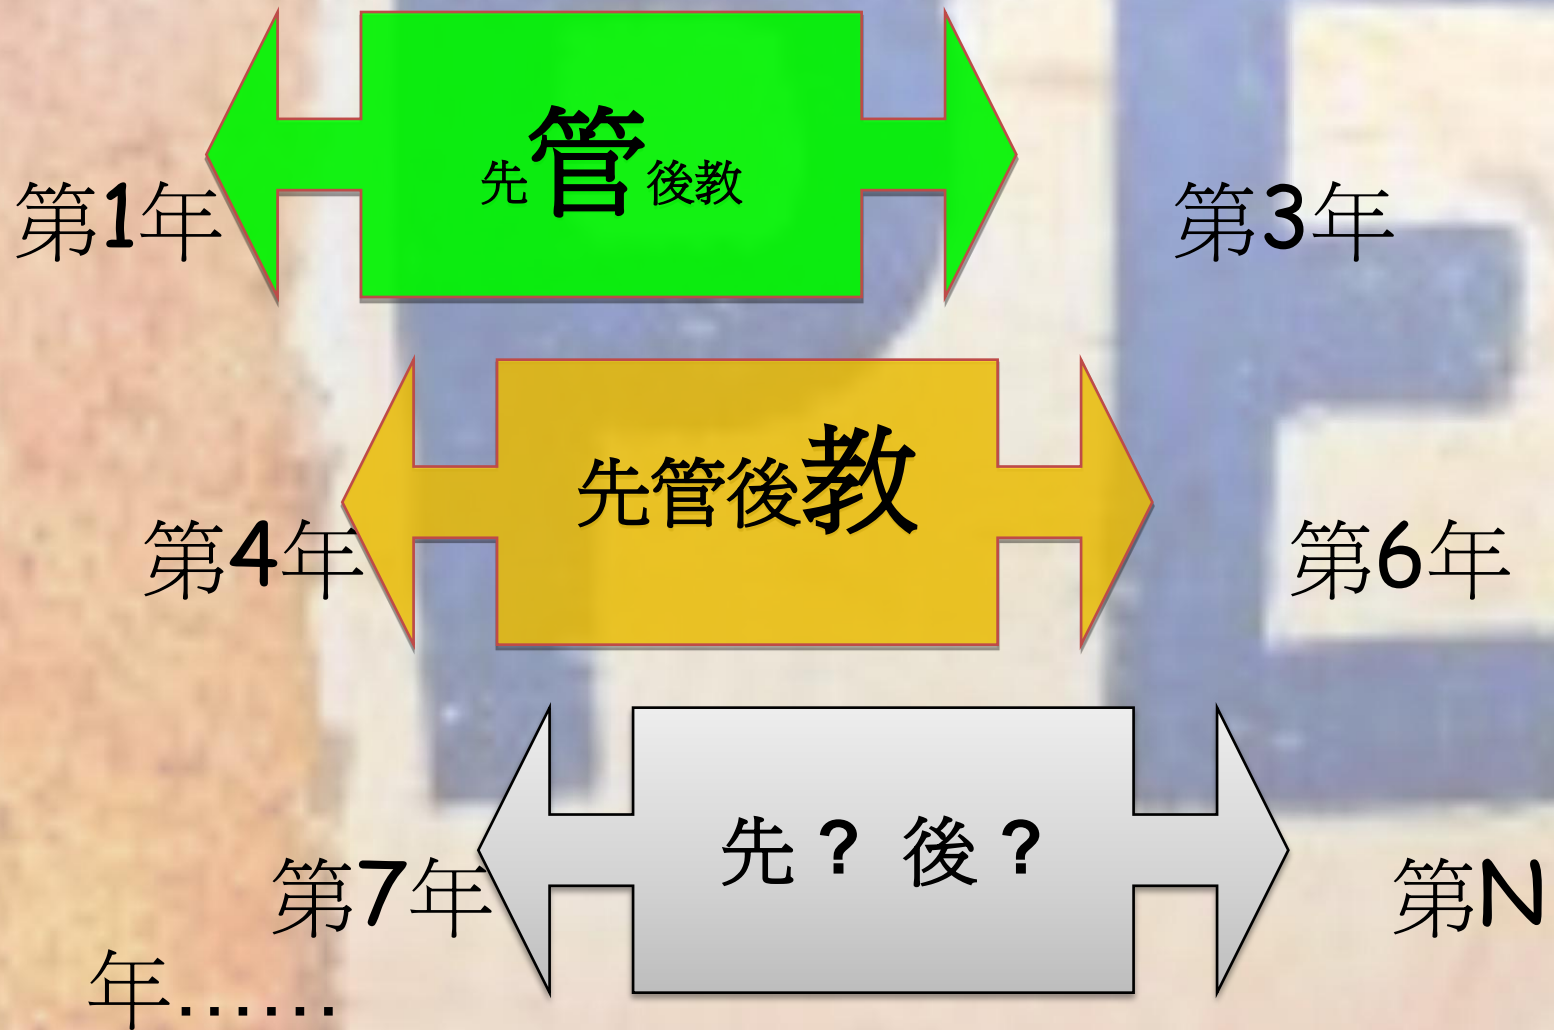 先管後教
第1年 第3年
先管後教
第4年 第6年
先？後？
第7年 第N
年……